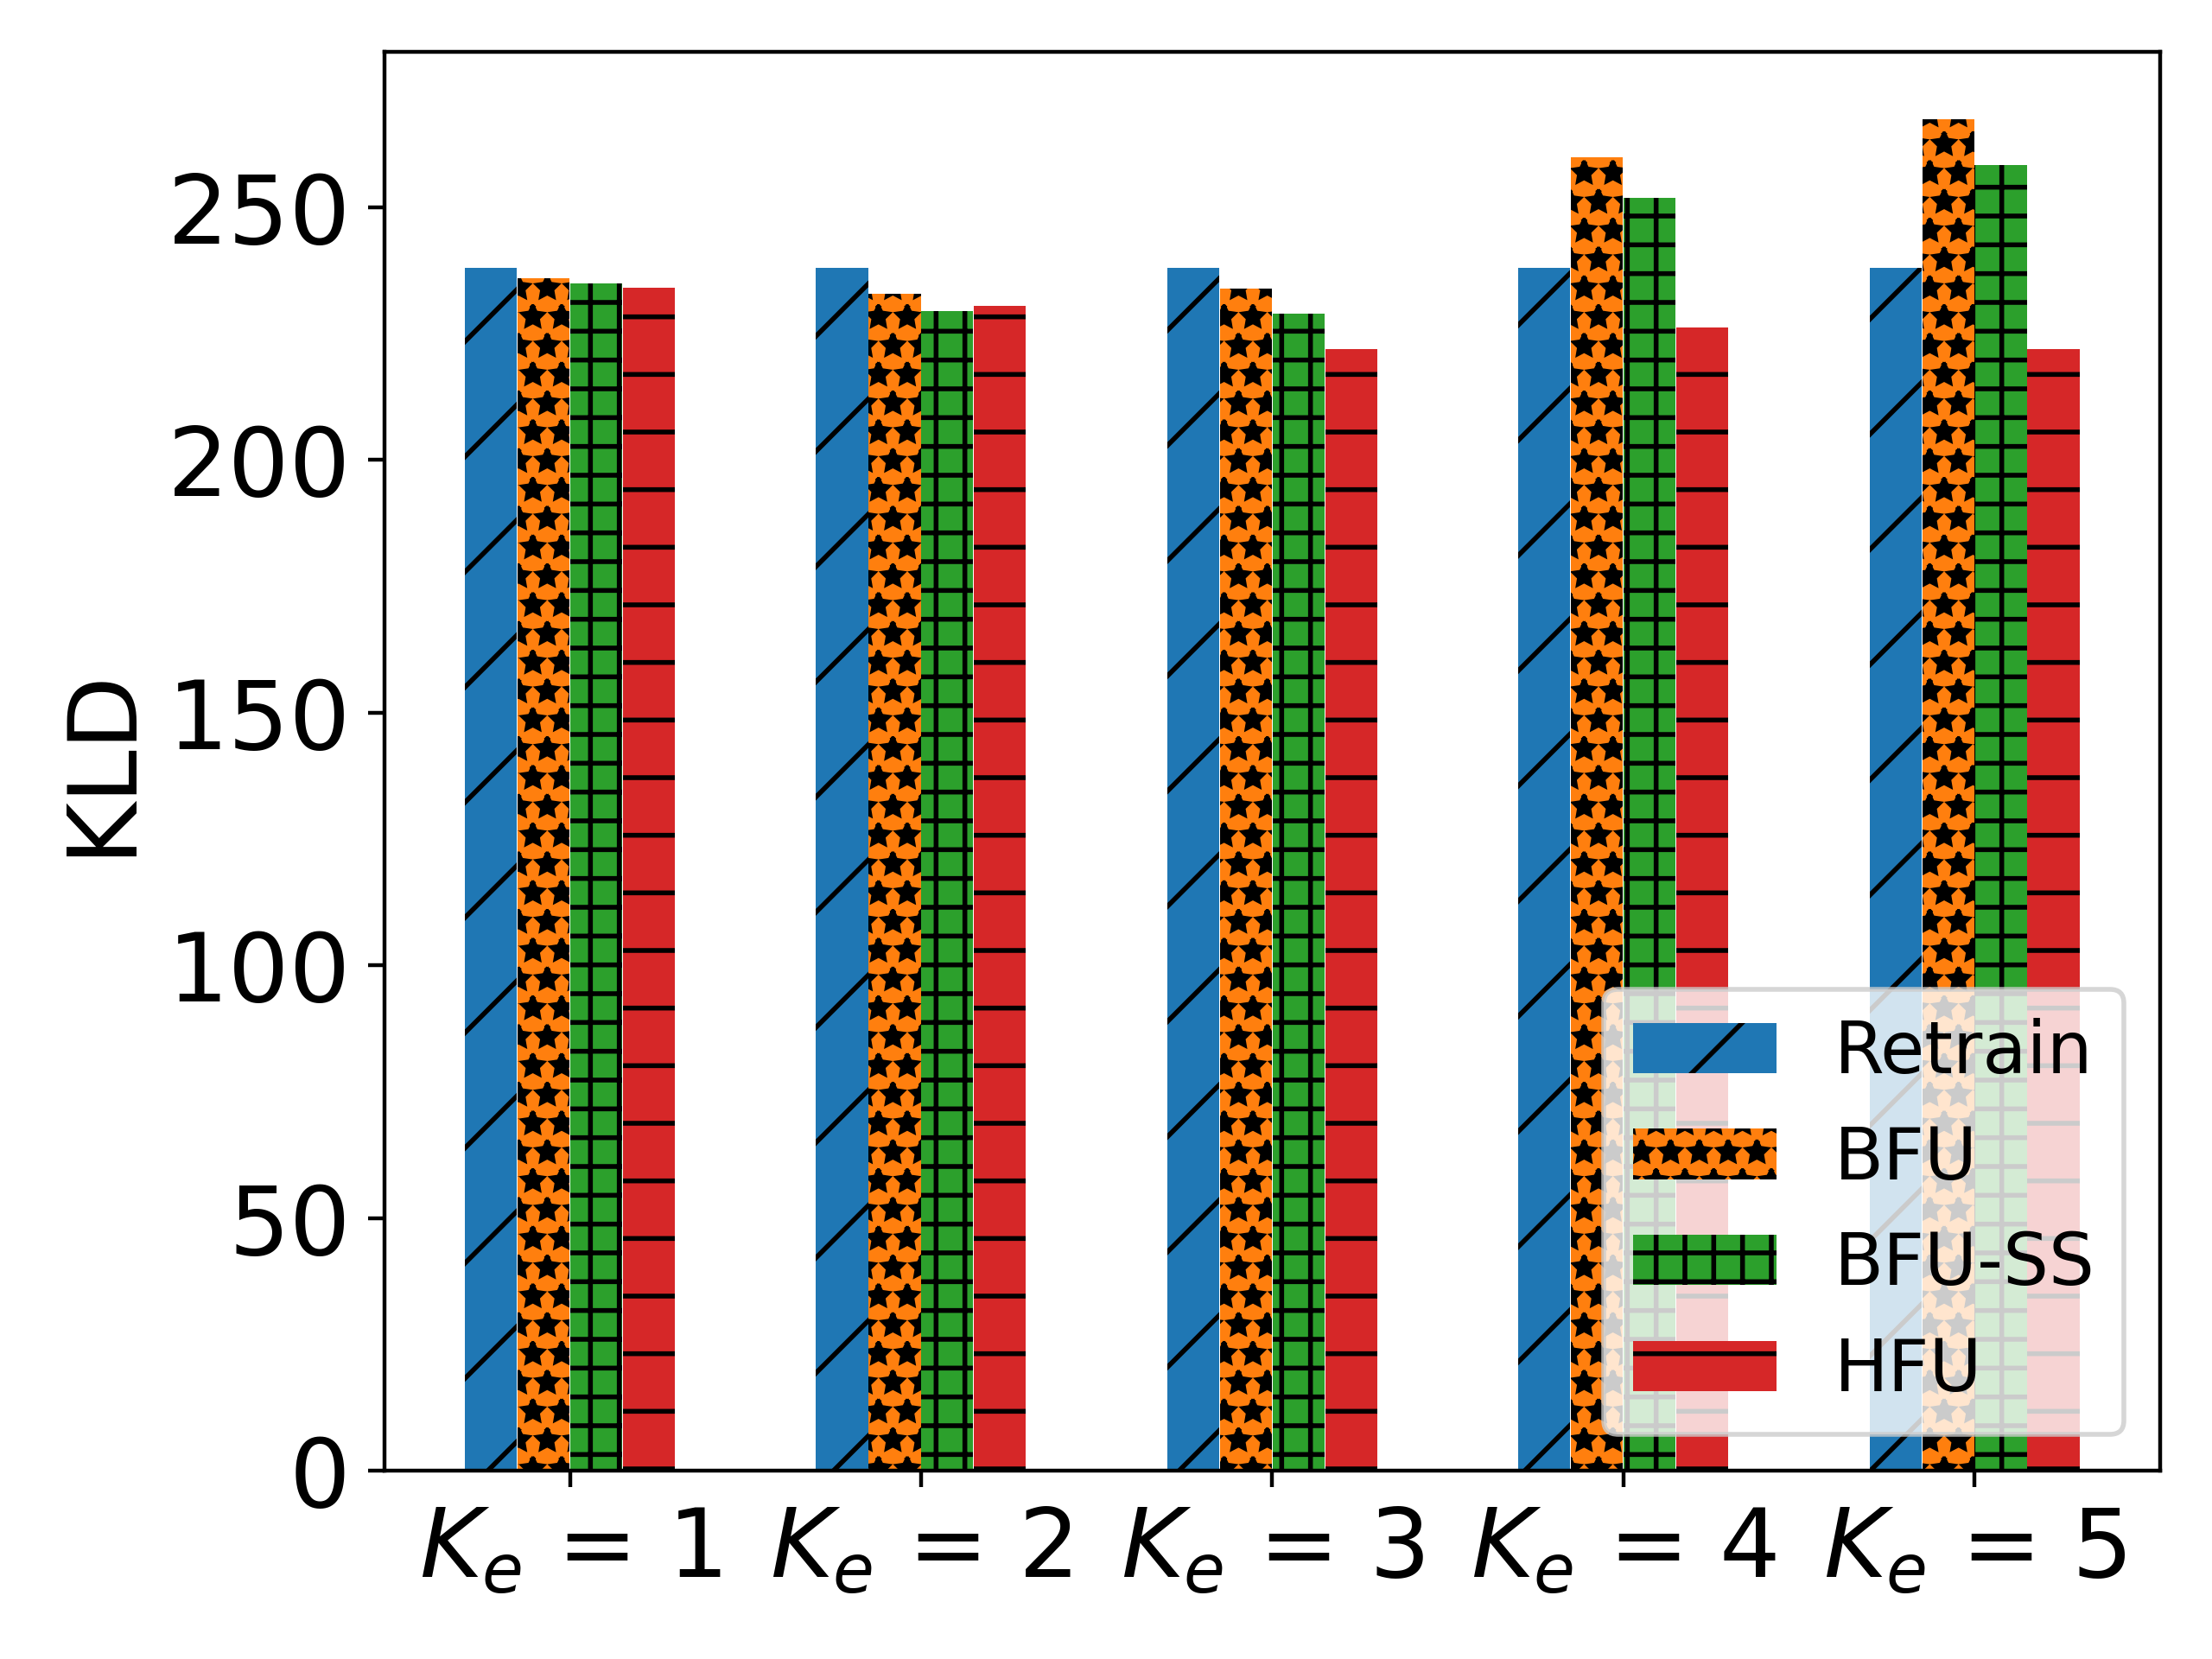 KLD
250
200
150
100
50
0
K_e = 1 K_e = 2 K_e = 3 K_e = 4 K_e = 5
Retrain
BFU
BFU-SS
HFU